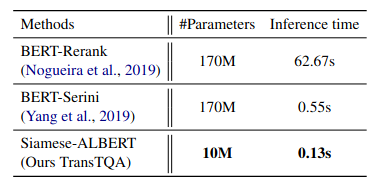 Methods #Parameters Inference time
BERT-Rerank
(Nogueira et al., 2019) 170M 62.67s
BERT-Serini
(Yang et al., 2019) 170M 0.55s
Siamese-ALBERT
(Ours TransTQA) 10M 0.13s